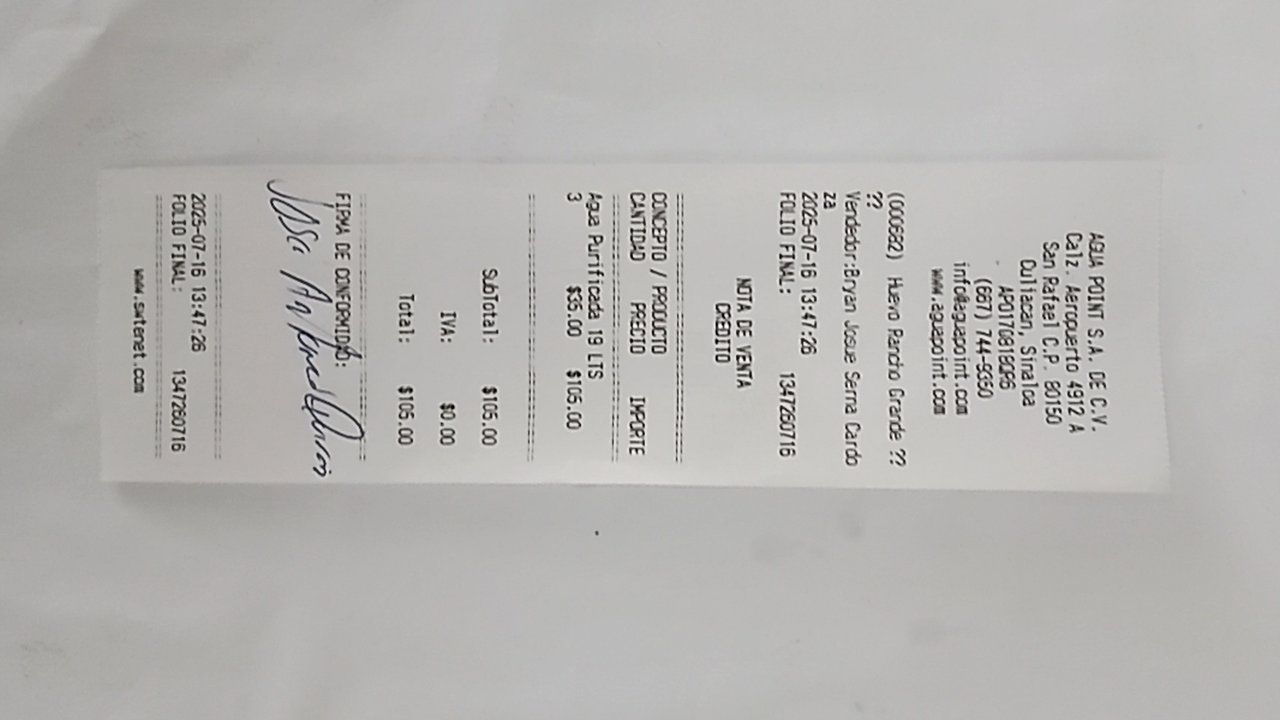 AGUA POINT S.A. DE C.V.
Calz. Aeropuerto 4912 A
San Rafael C.P. 80150
Culiacan, Sinaloa
APO170818QR6
(667) 744-9350
info@aguapoint.com
www.aguapoint.com
(000682) Huevo Rancho Grande ??
??
Vendedor:Bryan Josue Serna Cardo
za
2025-07-16 13:47:26
FOLIO FINAL: 1347260716
NOTA DE VENTA
CREDITO
CONCEPTO / PRODUCTO
CANTIDAD PRECIO IMPORTE
Agua Purificada 19 LTS
3 $35.00 $105.00
SubTotal: $105.00
IVA: $0.00
Total: $105.00
FIRMA DE CONFORMIDAD:
2025-07-16 13:47:26
FOLIO FINAL: 1347260716
www.swtenet.com